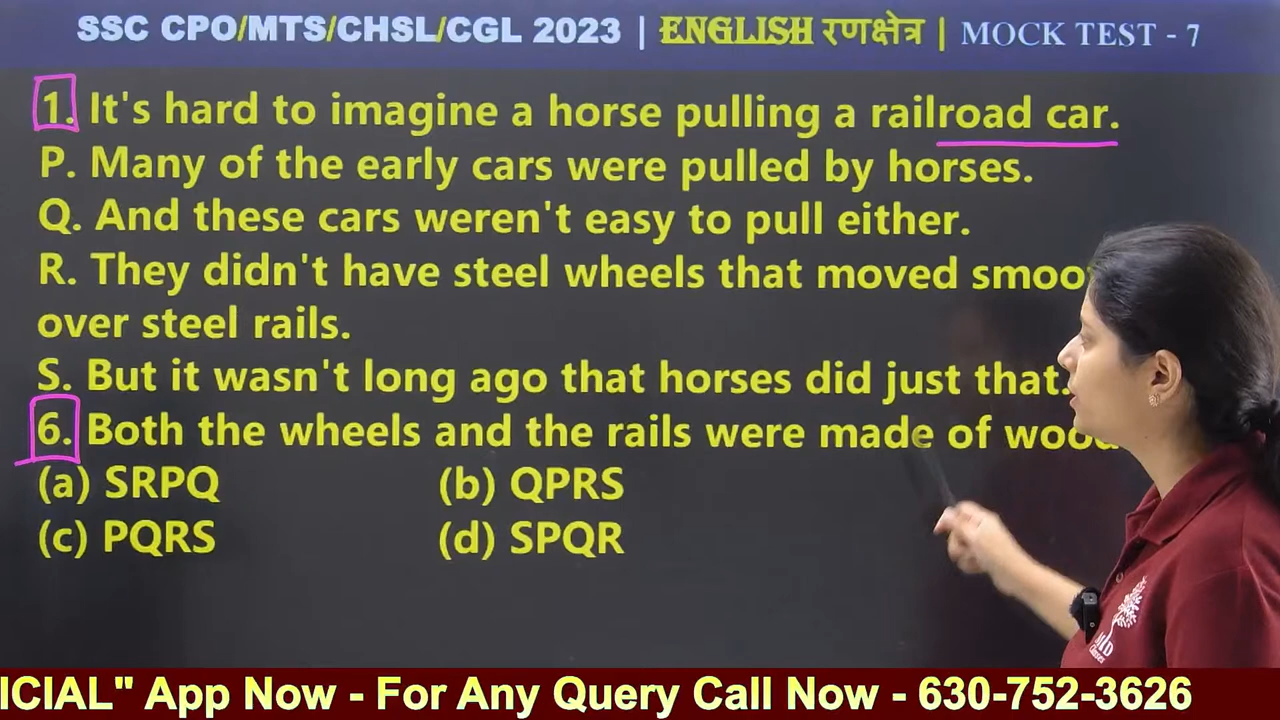 SSC CPO/MTS/CHSL/CGL 2023 | ENGLISH रणक्षेत्र | MOCK TEST - 7
1. It's hard to imagine a horse pulling a railroad car.
P. Many of the early cars were pulled by horses.
Q. And these cars weren't easy to pull either.
R. They didn't have steel wheels that moved
over steel rails.
S. But it wasn't long ago that horses did just that.
6. Both the wheels and the rails were made of
(a) SRPQ (b) QPRS
(c) PQRS (d) SPQR
MD
Classes
ICIAL" App Now - For Any Query Call Now - 630-752-3626